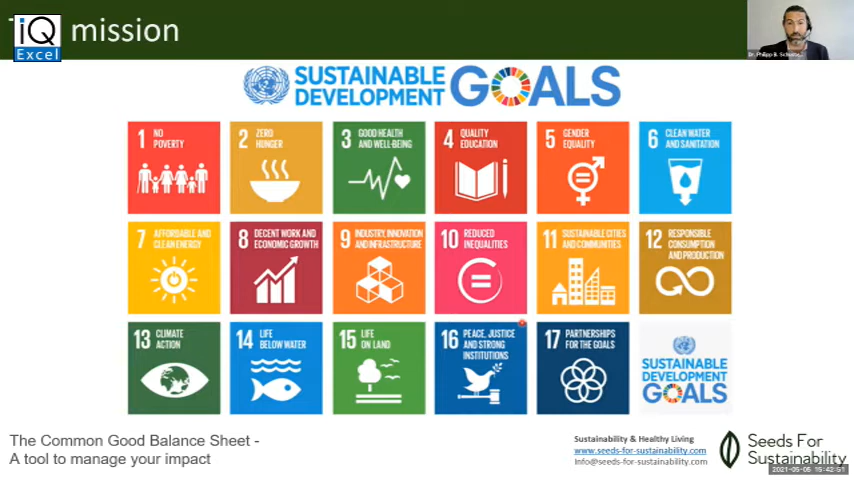 iQ
Excel
mission
Dr. Philipp B. Schuster
SUSTAINABLE
DEVELOPMENT
GOALS
1 NO
POVERTY
2 ZERO
HUNGER
3 GOOD HEALTH
AND WELL-BEING
4 QUALITY
EDUCATION
5 GENDER
EQUALITY
6 CLEAN WATER
AND SANITATION
7 AFFORDABLE AND
CLEAN ENERGY
8 DECENT WORK AND
ECONOMIC GROWTH
9 INDUSTRY, INNOVATION
AND INFRASTRUCTURE
10 REDUCED
INEQUALITIES
11 SUSTAINABLE CITIES
AND COMMUNITIES
12 RESPONSIBLE
CONSUMPTION
AND PRODUCTION
13 CLIMATE
ACTION
14 LIFE
BELOW WATER
15 LIFE
ON LAND
16 PEACE, JUSTICE
AND STRONG
INSTITUTIONS
17 PARTNERSHIPS
FOR THE GOALS
SUSTAINABLE
DEVELOPMENT
GOALS
The Common Good Balance Sheet -
A tool to manage your impact
Sustainability & Healthy Living
www.seeds-for-sustainability.com
Info@seeds-for-sustainability.com
Seeds For
Sustainability
2021-05-06 15:42:51